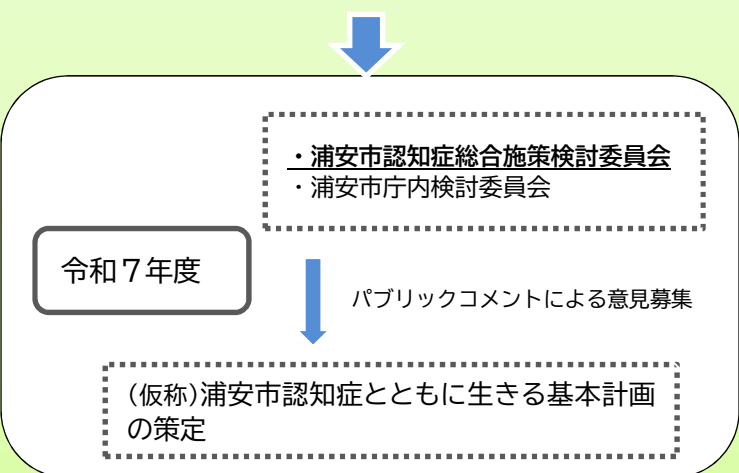 ・浦安市認知症総合施策検討委員会
・浦安市庁内検討委員会
令和７年度
パブリックコメントによる意見募集
(仮称)浦安市認知症とともに生きる基本計画
の策定